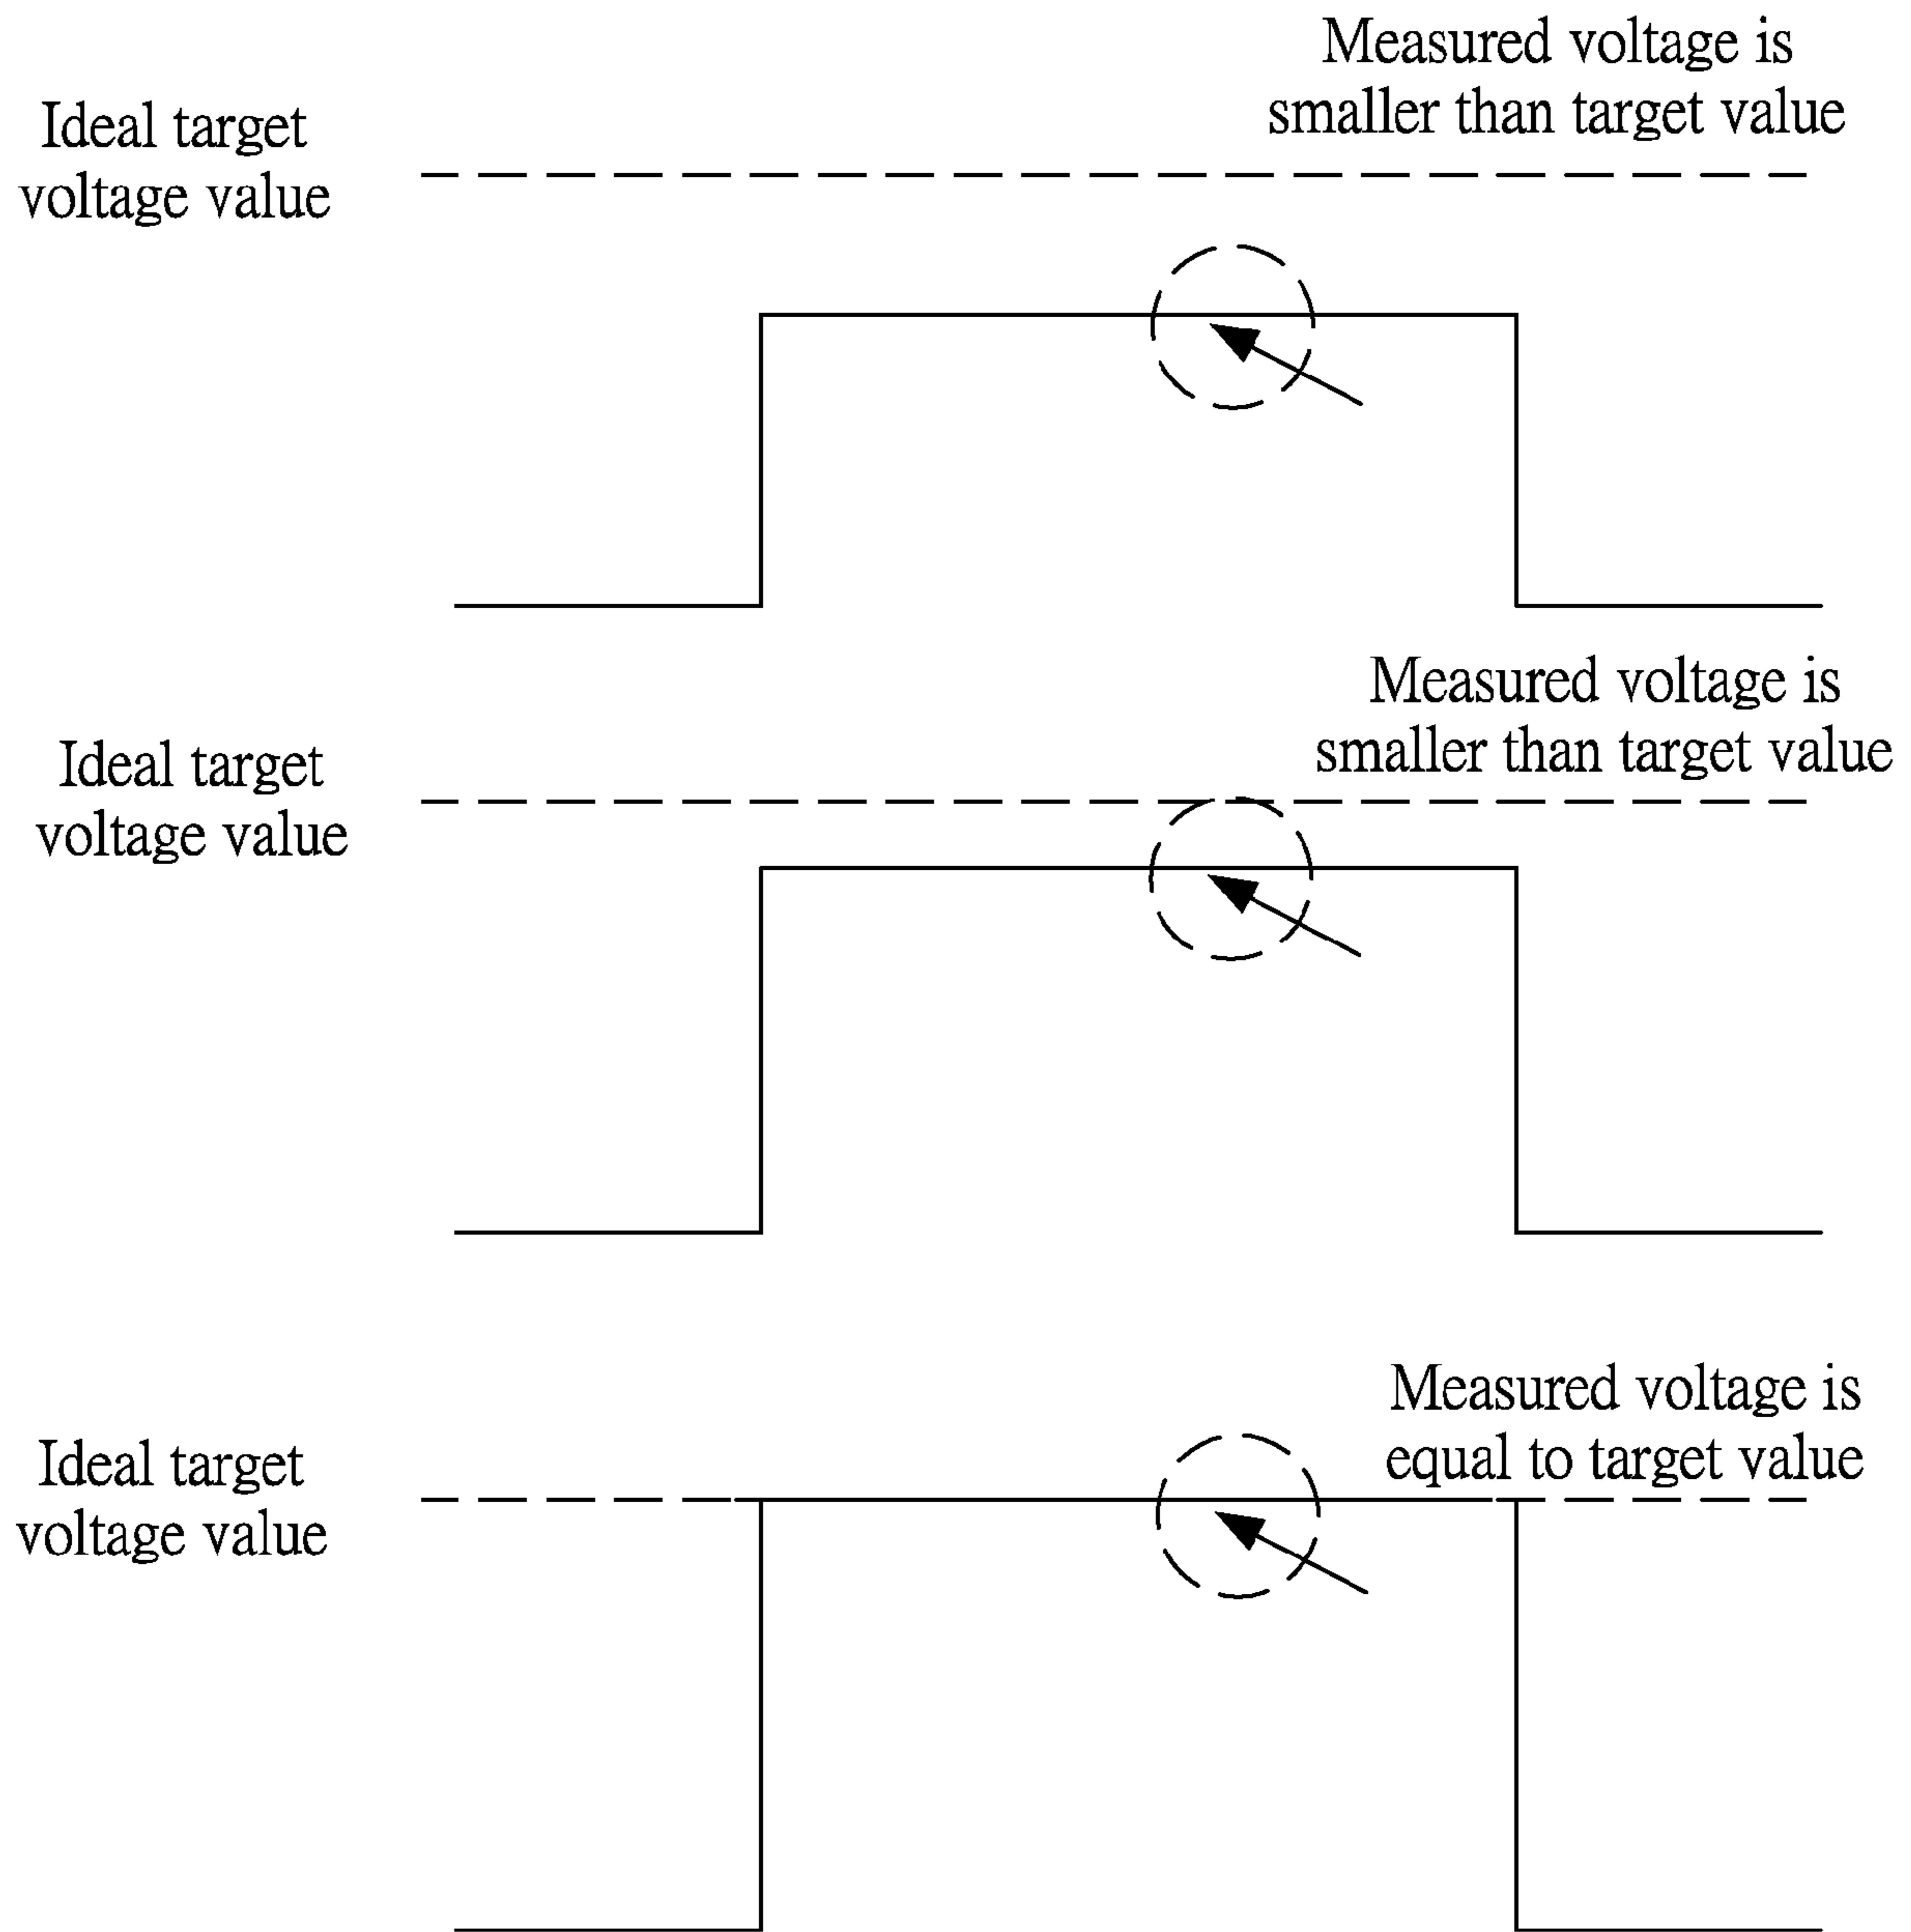 Measured voltage is
smaller than target value
Ideal target
voltage value
Measured voltage is
smaller than target value
Ideal target
voltage value
Measured voltage is
equal to target value
Ideal target
voltage value